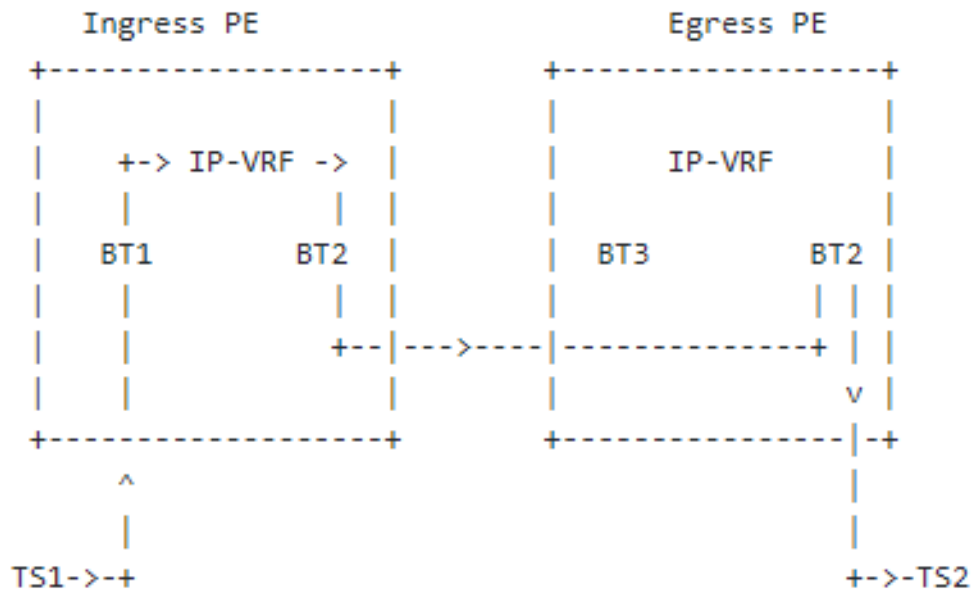 Ingress PE                       Egress PE
 +-------------------+        +------------------+
 |                   |        |                  |
 |    +-> IP-VRF ->  |        |      IP-VRF      |
 |    |           |  |        |                  |
 |   BT1        BT2  |        |  BT3         BT2 |
 |    |           |  |        |              | | |
 |    |           +--|--->----|--------------+ | |
 |    |              |        |                v |
 +-------------------+        +----------------|-+
      ^                                        |
      |                                        |
TS1->-+                                        +->-TS2